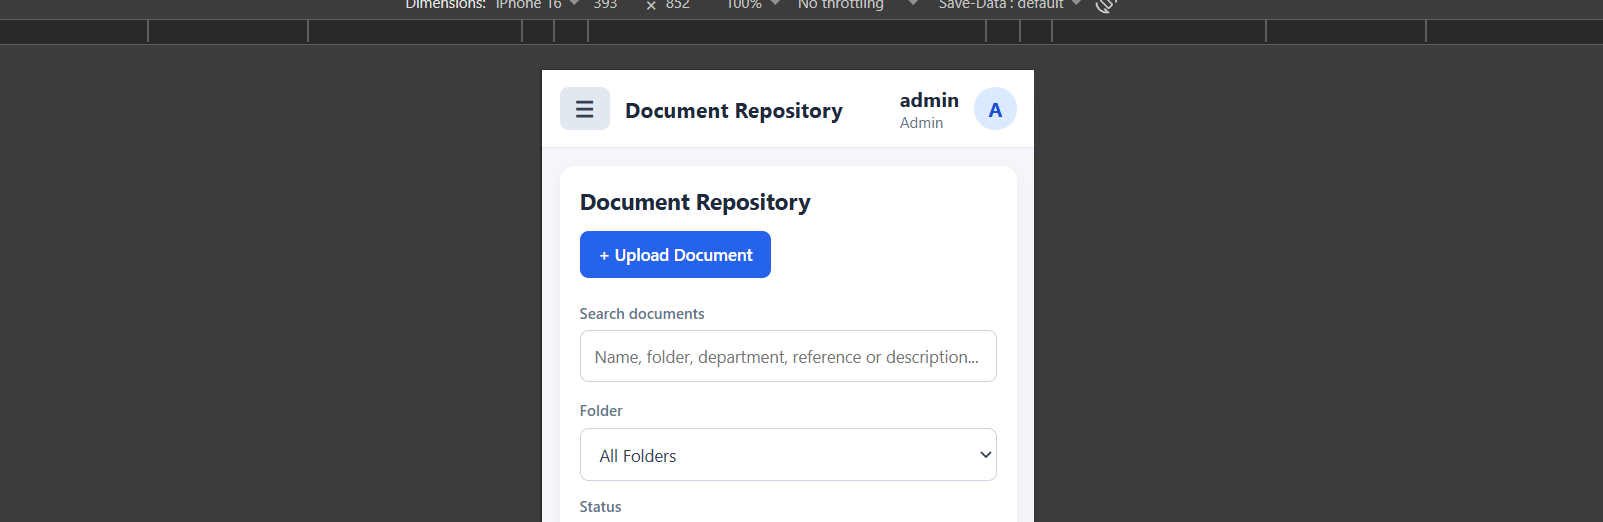 Dimensions: iPhone 16 393 × 852 100% No throttling Save-Data : default
☰ Document Repository admin A
Admin
Document Repository
+ Upload Document
Search documents
Name, folder, department, reference or description...
Folder
All Folders
Status